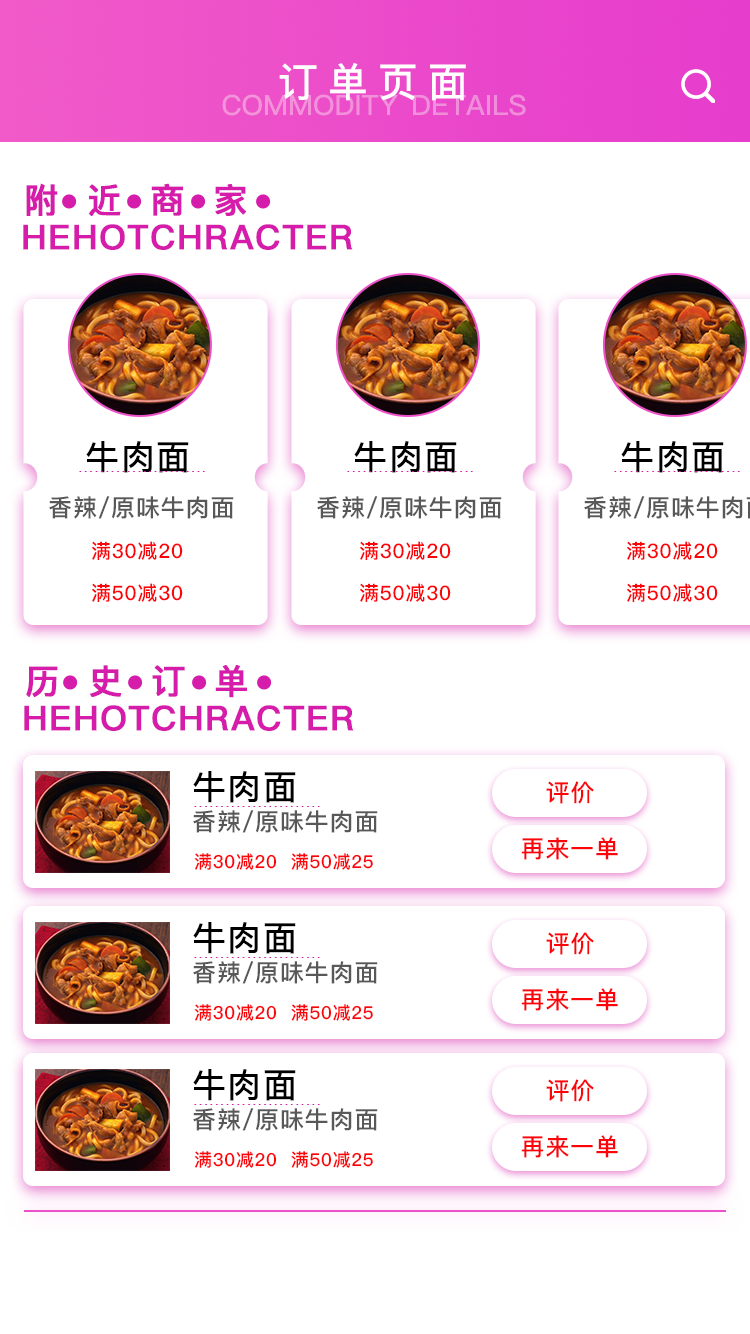 订单页面
COMMODITY DETAILS
附•近•商•家•
HEHOTCHRACTER
牛肉面 牛肉面 牛肉面
香辣/原味牛肉面 香辣/原味牛肉面 香辣/原味牛肉
满30减20 满30减20 满30减20
满50减30 满50减30 满50减30
历•史•订•单•
HEHOTCHRACTER
牛肉面
评价
香辣/原味牛肉面
再来一单
满30减20 满50减25
牛肉面
评价
香辣/原味牛肉面
再来一单
满30减20 满50减25
牛肉面
评价
香辣/原味牛肉面
再来一单
满30减20 满50减25